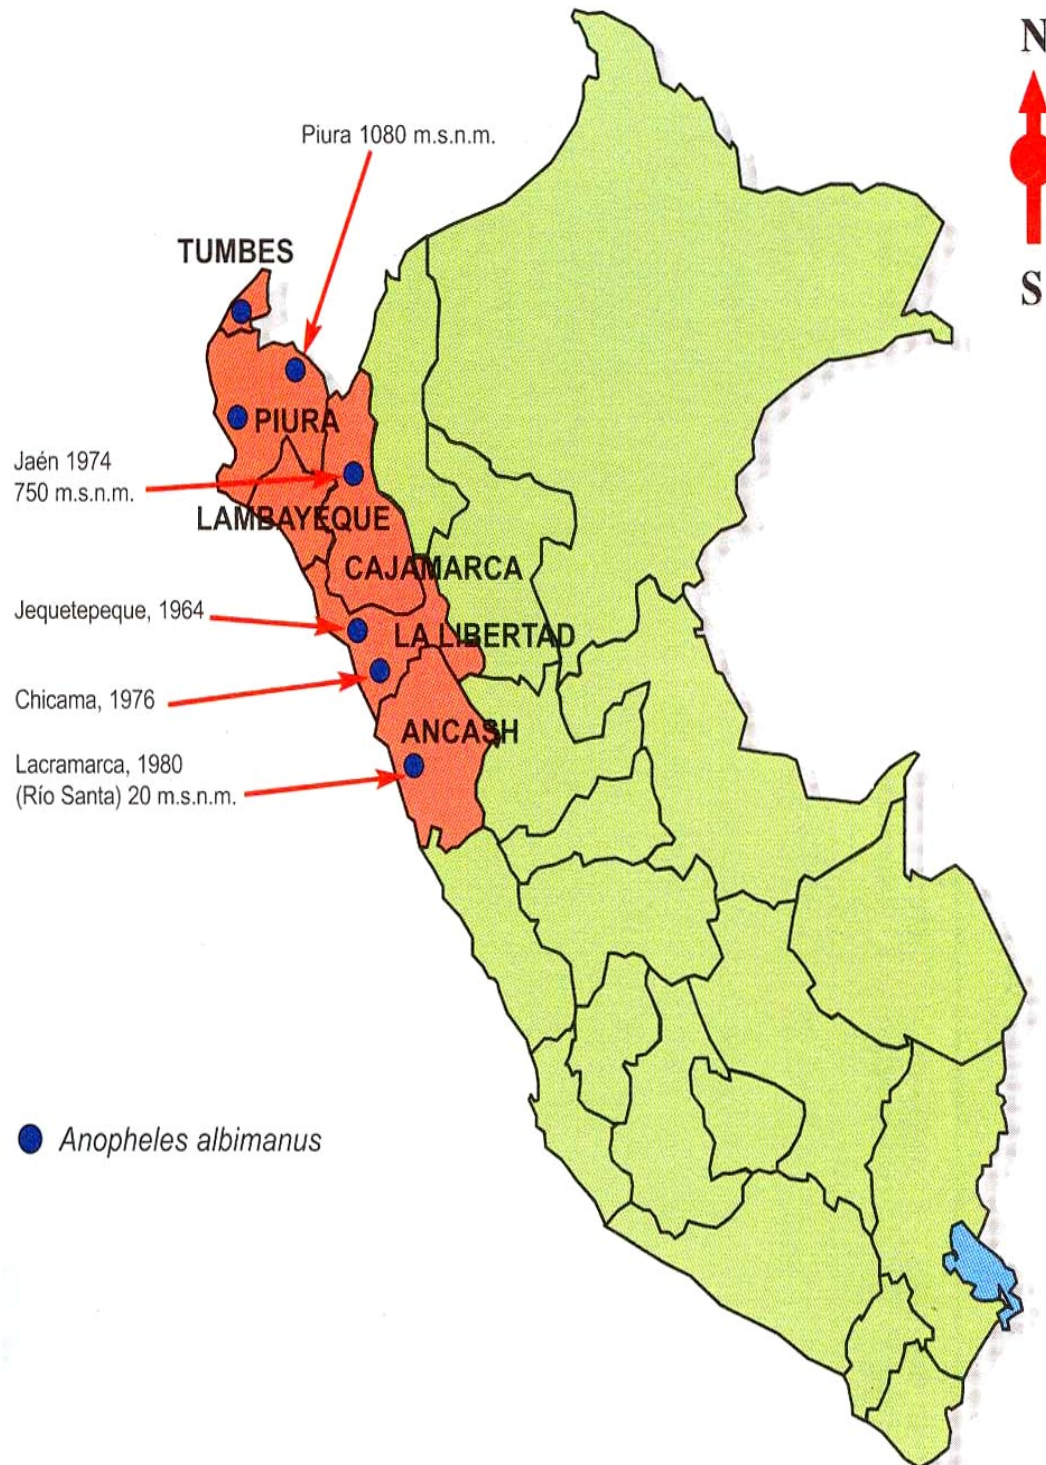 N
Piura 1080 m.s.n.m.
TUMBES
S
PIURA
Jaén 1974
750 m.s.n.m.
LAMBAYEQUE
CAJAMARCA
Jequetepeque, 1964
LA LIBERTAD
Chicama, 1976
ANCASH
Lacramarca, 1980
(Río Santa) 20 m.s.n.m.
Anopheles albimanus